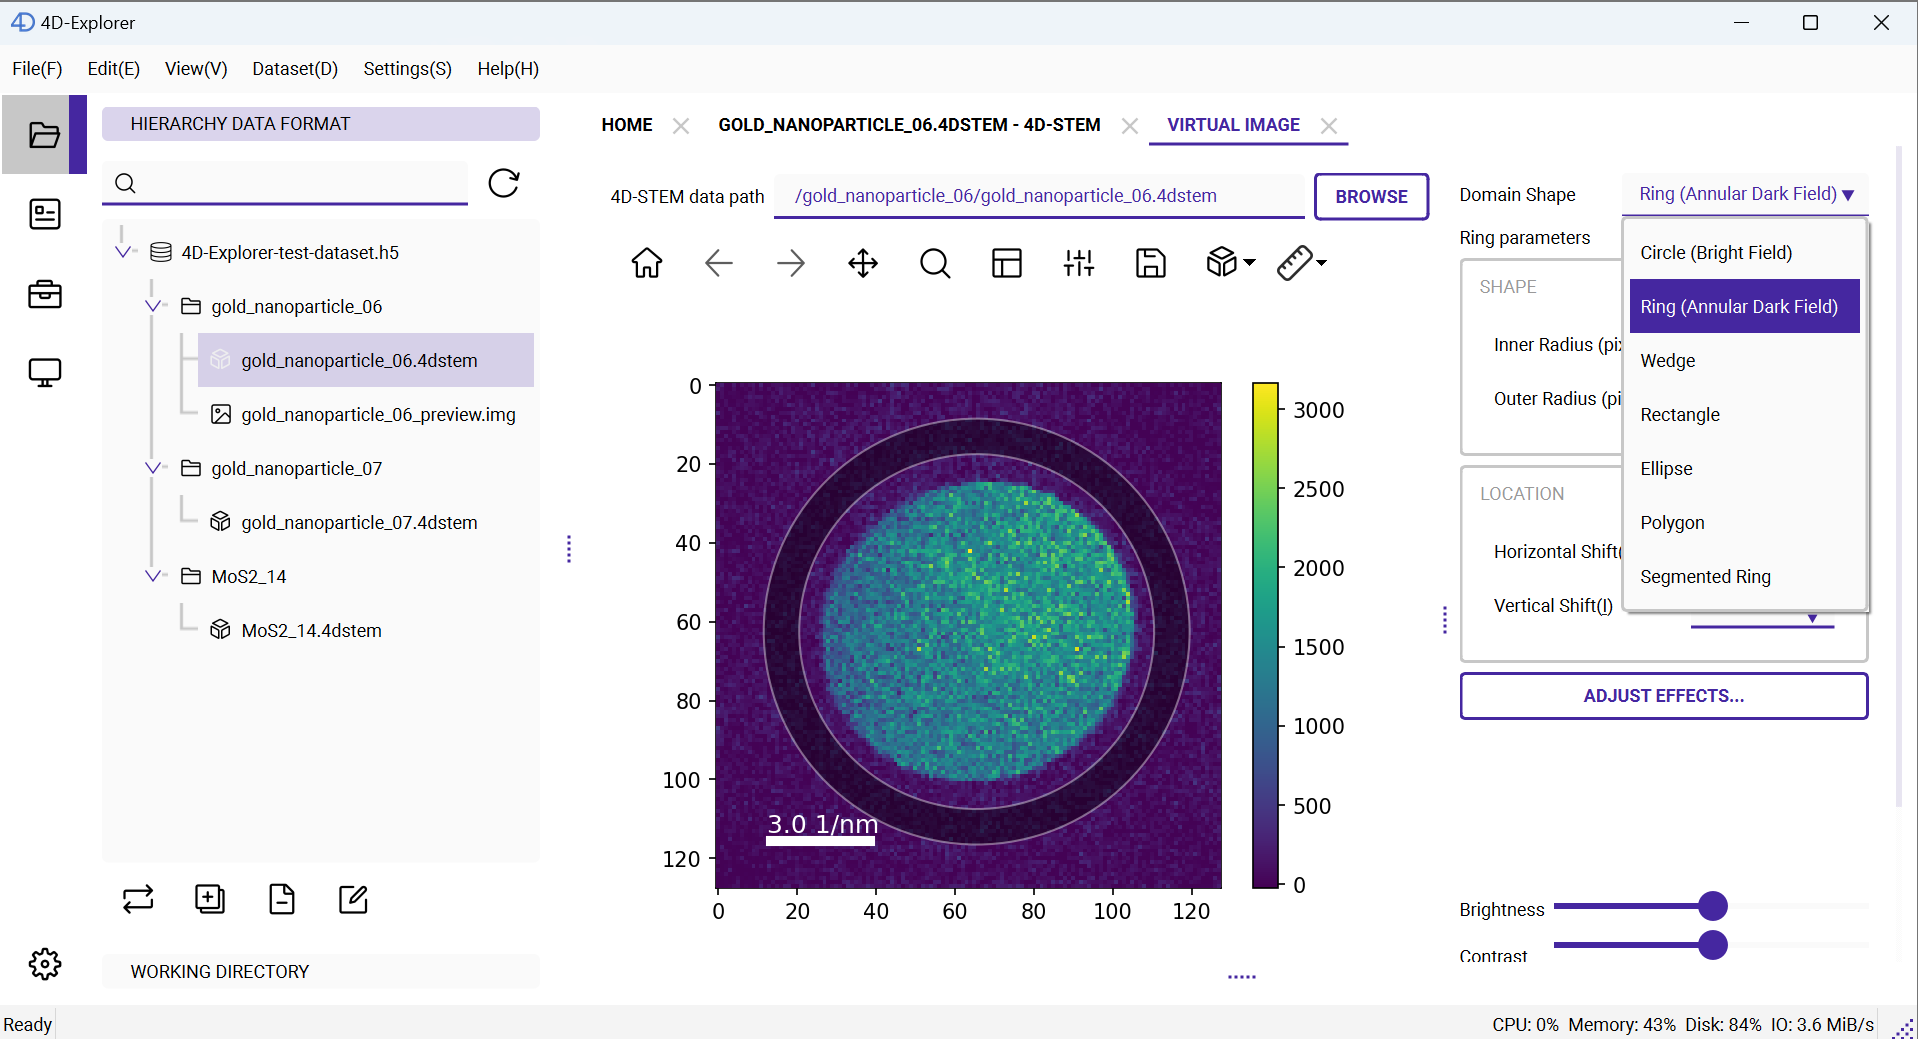 4D-Explorer
File(F) Edit(E) View(V) Dataset(D) Settings(S) Help(H)
HIERARCHY DATA FORMAT
4D-Explorer-test-dataset.h5
gold_nanoparticle_06
gold_nanoparticle_06.4dstem
gold_nanoparticle_06_preview.img
gold_nanoparticle_07
gold_nanoparticle_07.4dstem
MoS2_14
MoS2_14.4dstem
WORKING DIRECTORY
HOME GOLD_NANOPARTICLE_06.4DSTEM - 4D-STEM VIRTUAL IMAGE
4D-STEM data path /gold_nanoparticle_06/gold_nanoparticle_06.4dstem BROWSE
0
20
40
60
80
100
120
0 20 40 60 80 100 120
3.0 1/nm
3000
2500
2000
1500
1000
500
0
Domain Shape Ring (Annular Dark Field)
Ring parameters
SHAPE
Inner Radius (pi
Outer Radius (pi
LOCATION
Horizontal Shift(
Vertical Shift(I)
Circle (Bright Field)
Ring (Annular Dark Field)
Wedge
Rectangle
Ellipse
Polygon
Segmented Ring
ADJUST EFFECTS...
Brightness
Contrast
Ready
CPU: 0% Memory: 43% Disk: 84% IO: 3.6 MiB/s